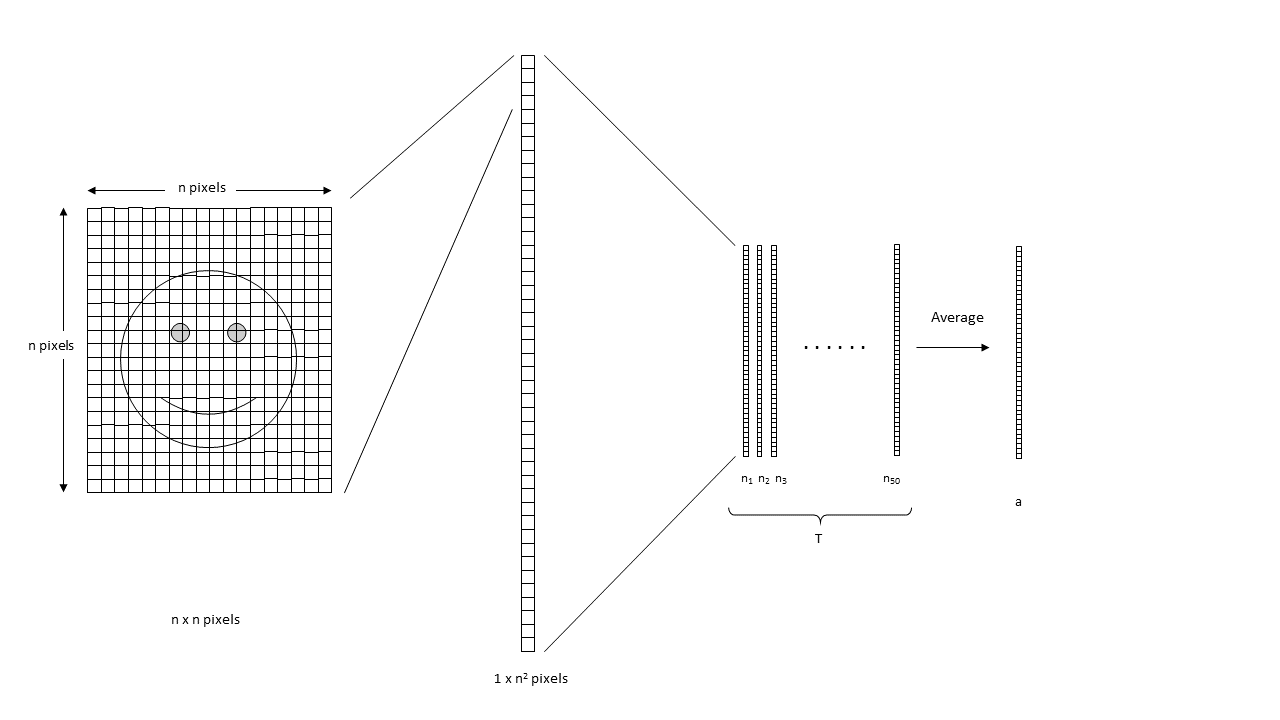 n pixels
n pixels
n x n pixels
1 x n² pixels
n₁ n₂ n₃
......
n₅₀
T
Average
a